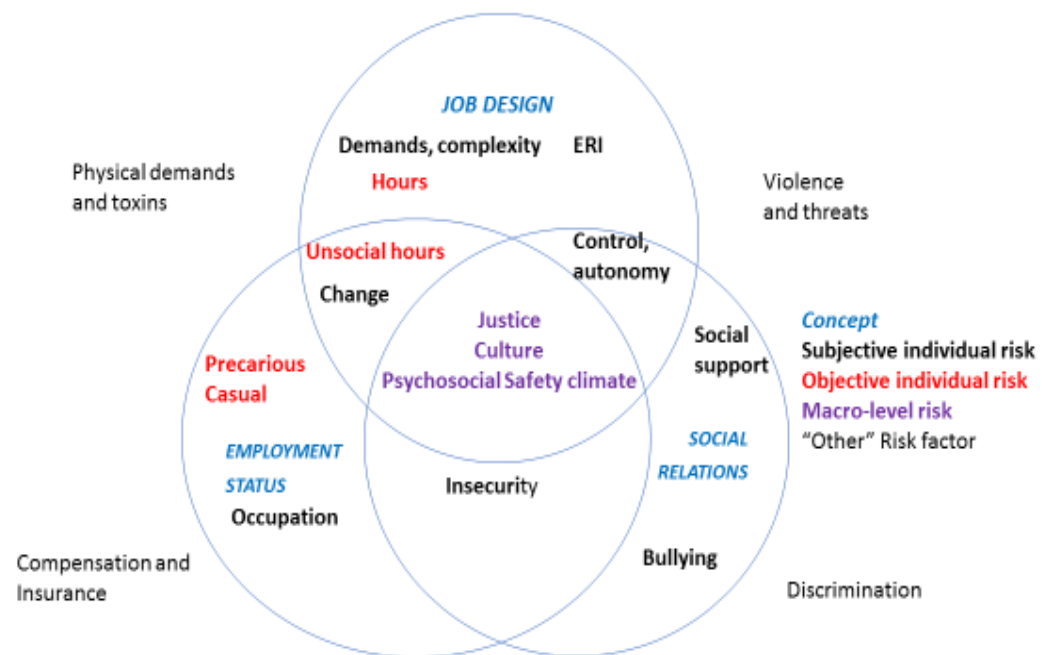 JOB DESIGN
Demands, complexity ERI
Hours
Physical demands
and toxins
Violence
and threats
Unsocial hours
Change
Control,
autonomy
Justice
Culture
Psychosocial Safety climate
Social
support
Precarious
Casual
Concept
Subjective individual risk
Objective individual risk
Macro-level risk
“Other” Risk factor
EMPLOYMENT
STATUS
Occupation
SOCIAL
RELATIONS
Insecurity
Bullying
Compensation and
Insurance
Discrimination